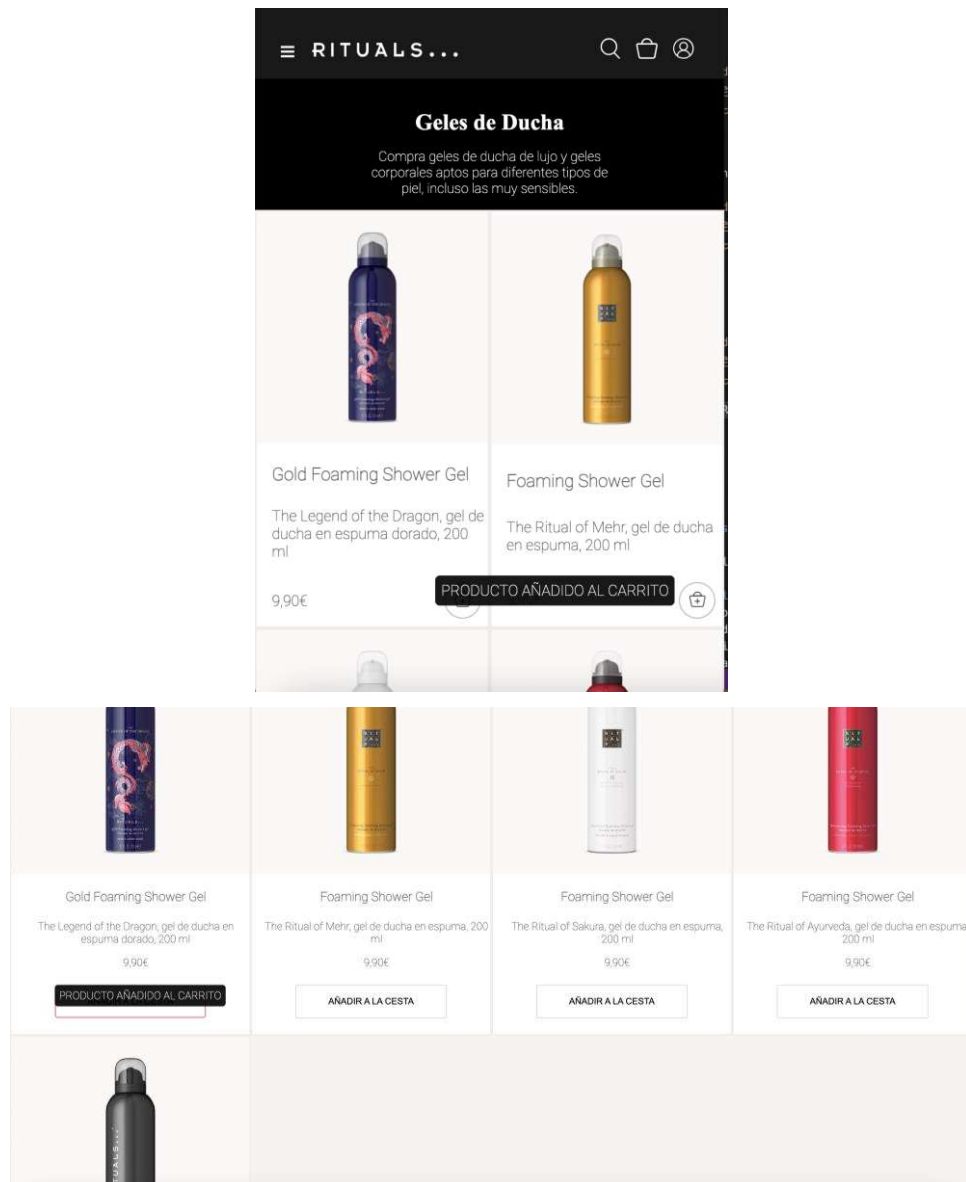 RITUALS...
Geles de Ducha
Compra geles de ducha de lujo y geles
corporales aptos para diferentes tipos de
piel, incluso las muy sensibles.
Gold Foaming Shower Gel
The Legend of the Dragon, gel de
ducha en espuma dorado, 200
ml
9,90€
Foaming Shower Gel
The Ritual of Mehr, gel de ducha
en espuma, 200 ml
PRODUCTO AÑADIDO AL CARRITO
Gold Foaming Shower Gel
The Legend of the Dragon, gel de ducha en
espuma dorado, 200 ml
9,90€
PRODUCTO AÑADIDO AL CARRITO
Foaming Shower Gel
The Ritual of Mehr, gel de ducha en espuma, 200
ml
9,90€
AÑADIR A LA CESTA
Foaming Shower Gel
The Ritual of Sakura, gel de ducha en espuma,
200 ml
9,90€
AÑADIR A LA CESTA
Foaming Shower Gel
The Ritual of Ayurveda, gel de ducha en espuma
200 ml
9,90€
AÑADIR A LA CESTA
RITUALS...